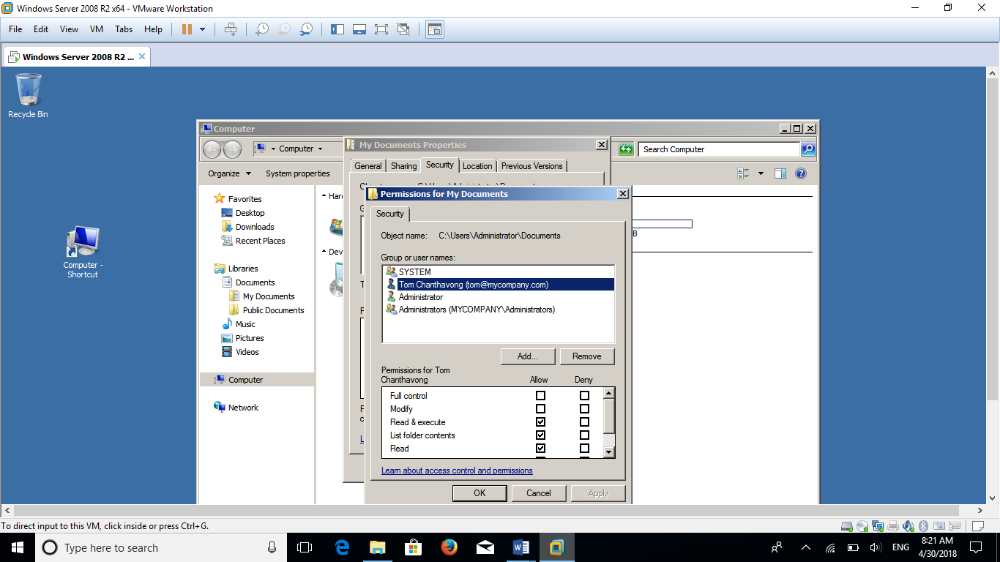 Windows Server 2008 R2 x64 - VMware Workstation
File Edit View VM Tabs Help
Windows Server 2008 R2 ...
Recycle Bin
Computer -
Shortcut
Computer
Computer
Search Computer
Organize System properties
Favorites
Desktop
Downloads
Recent Places
Libraries
Documents
My Documents
Public Documents
Music
Pictures
Videos
Computer
Network
My Documents Properties
General Sharing Security Location Previous Versions
Permissions for My Documents
Security
Object name: C:\Users\Administrator\Documents
Group or user names:
SYSTEM
Tom Chanthavong (tom@mycompany.com)
Administrator
Administrators (MYCOMPANY\Administrators)
Add... Remove
Permissions for Tom
Chanthavong Allow Deny
Full control
Modify
Read & execute
List folder contents
Read
Learn about access control and permissions
OK Cancel Apply
To direct input to this VM, click inside or press Ctrl+G.
Type here to search
ENG
8:21 AM
4/30/2018